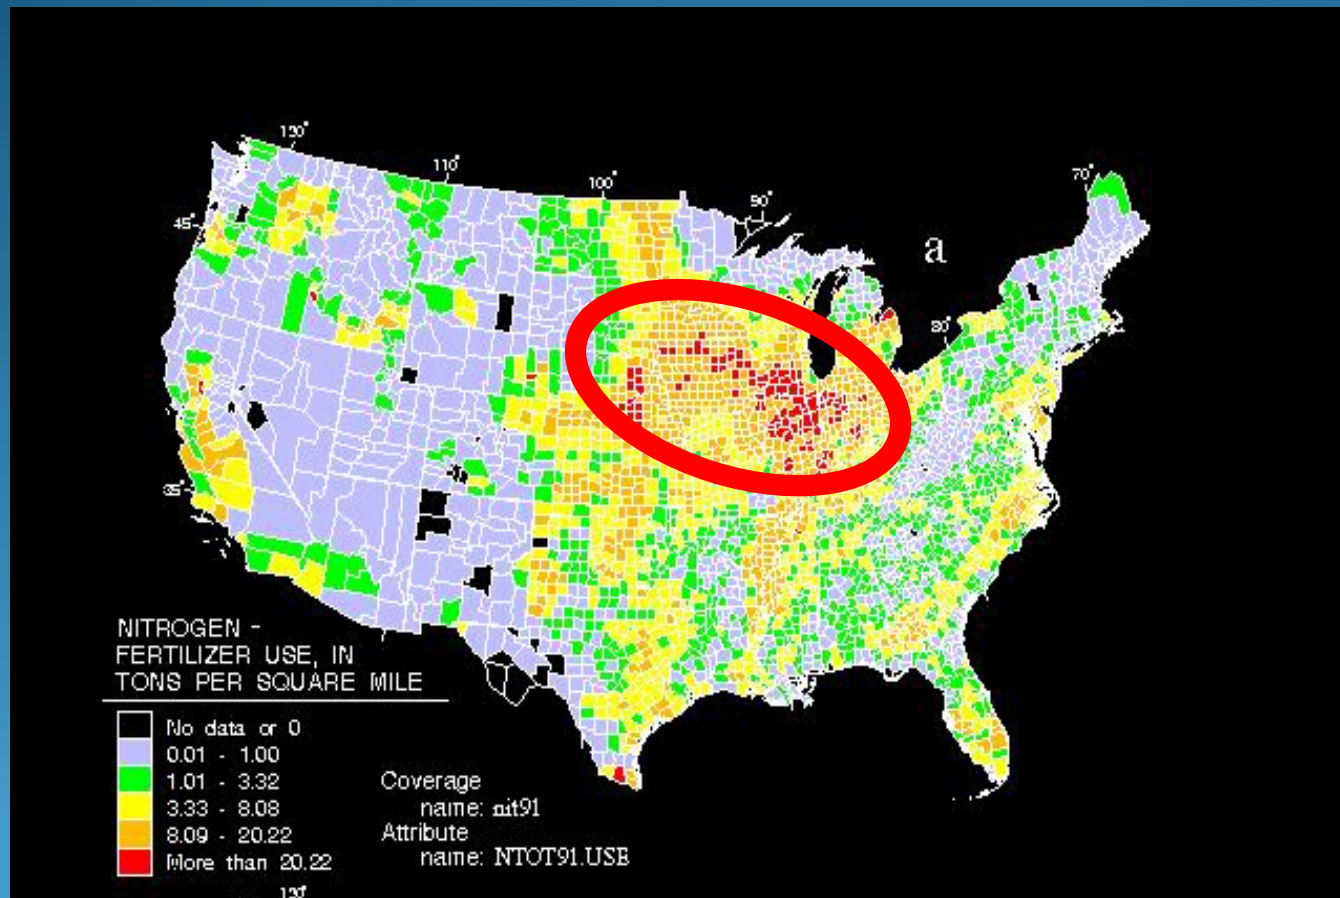 120°
110°
100°
90°
70°
45°
a
80°
35°
NITROGEN -
FERTILIZER USE, IN
TONS PER SQUARE MILE
No data or 0
0.01 - 1.00
1.01 - 3.32
3.33 - 8.08
8.09 - 20.22
More than 20.22
Coverage
name: nit91
Attribute
name: NTOT91.USE
120°